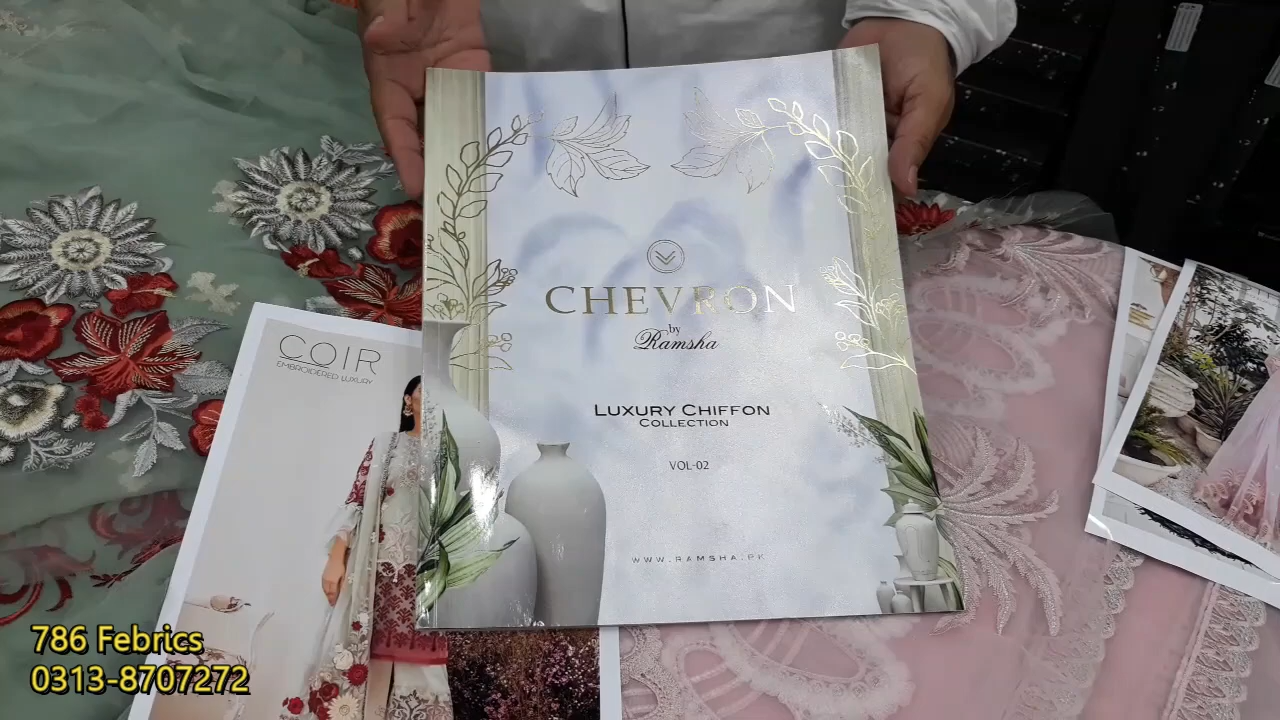 CHEVRON
by
Ramsha
LUXURY CHIFFON
COLLECTION
VOL-02
WWW.RAMSHA.PK
COIR
EMBROIDERED LUXURY
786 Febrics
0313-8707272